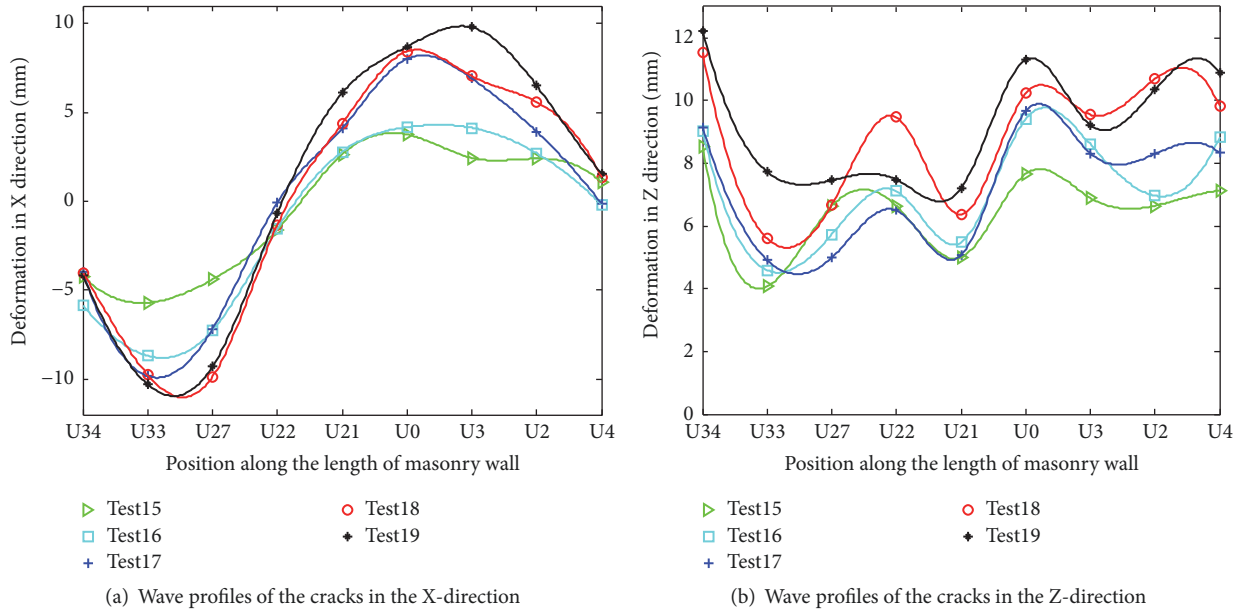 10
5
0
−5
−10
Deformation in X direction (mm)
U34 U33 U27 U22 U21 U0 U3 U2 U4
Position along the length of masonry wall
Test15
Test16
Test17
Test18
Test19
(a) Wave profiles of the cracks in the X-direction
12
10
8
6
4
2
0
Deformation in Z direction (mm)
U34 U33 U27 U22 U21 U0 U3 U2 U4
Position along the length of masonry wall
Test15
Test16
Test17
Test18
Test19
(b) Wave profiles of the cracks in the Z-direction